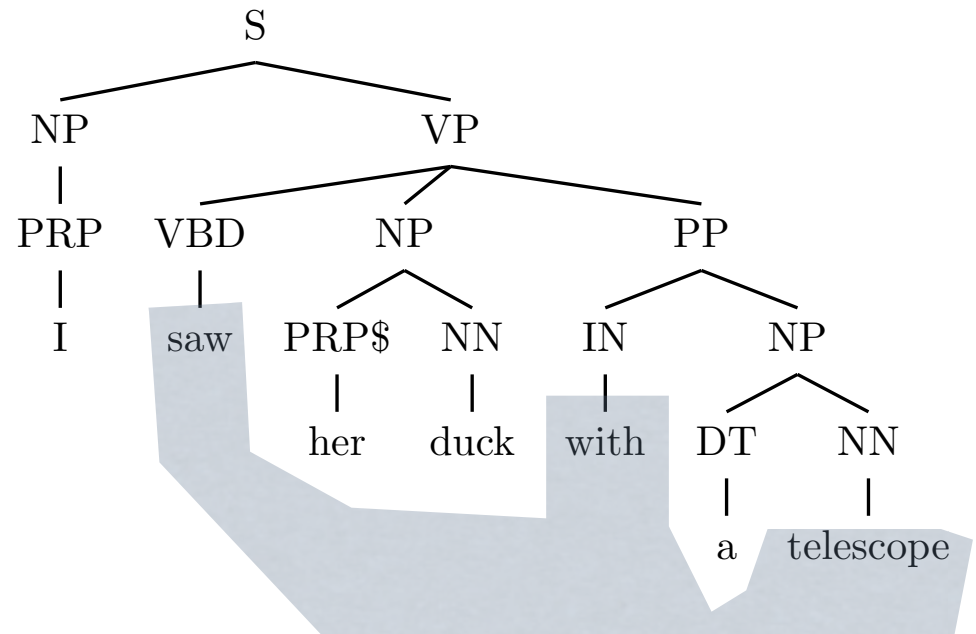 S
NP VP
PRP VBD NP PP
I saw PRP$ NN IN NP
her duck with DT NN
a telescope